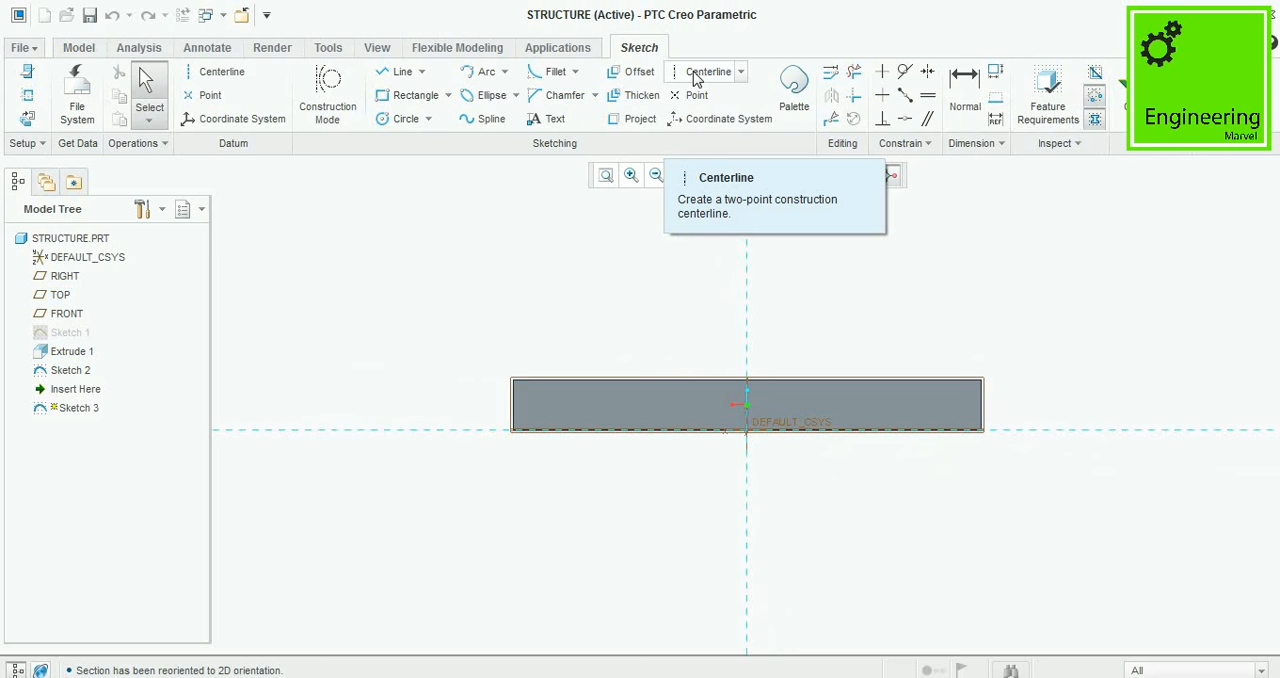 STRUCTURE (Active) - PTC Creo Parametric
File Model Analysis Annotate Render Tools View Flexible Modeling Applications Sketch
Centerline Line Arc Fillet Offset Centerline
Point Rectangle Ellipse Chamfer Thicken Point
Coordinate System Circle Spline Text Project Coordinate System
File System
Select
Construction Mode
Palette
Normal
Feature Requirements
Setup Get Data Operations Datum Sketching Editing Constrain Dimension Inspect
Engineering
Marvel
Centerline
Create a two-point construction
centerline.
Model Tree
STRUCTURE.PRT
DEFAULT_CSYS
RIGHT
TOP
FRONT
Sketch 1
Extrude 1
Sketch 2
Insert Here
Sketch 3
DEFAULT_CSYS
Section has been reoriented to 2D orientation.
All